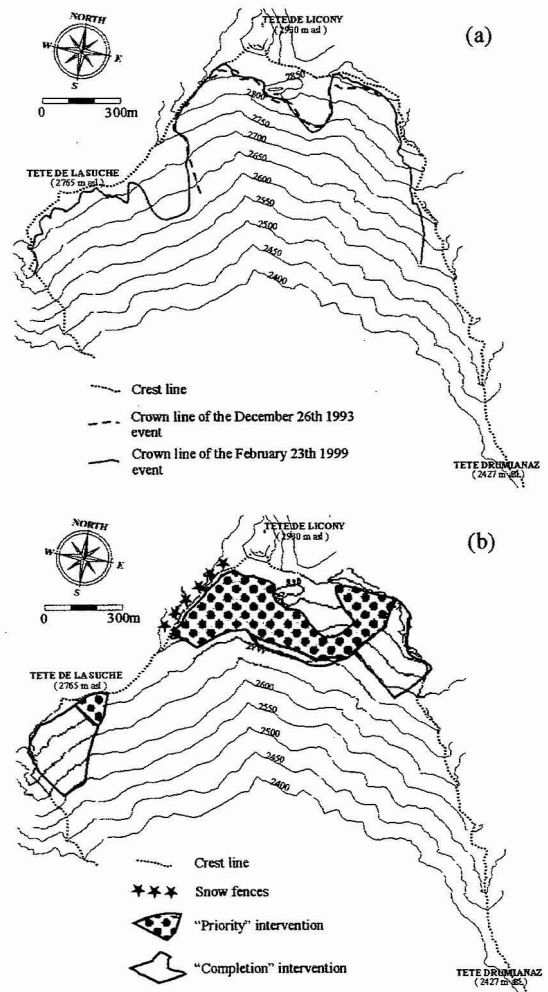 TETE DE LICONY
( 2930 m asl )
(a)
NORTH
W
E
S
0
300m
2850
2800
2750
2700
2650
2600
2550
2500
2450
2400
TETE DE LA SUCHE
( 2765 m asl )
Crest line
Crown line of the December 26th 1993
event
Crown line of the February 23th 1999
event
TETE DRUMIANAZ
( 2427 m asl )
TETE DE LICONY
( 2930 m asl )
(b)
NORTH
W
E
S
0
300m
TETE DE LA SUCHE
( 2765 m asl )
2600
2550
2500
2450
2400
Crest line
Snow fences
"Priority" intervention
"Completion" intervention
TETE DRUMIANAZ
( 2427 m asl )